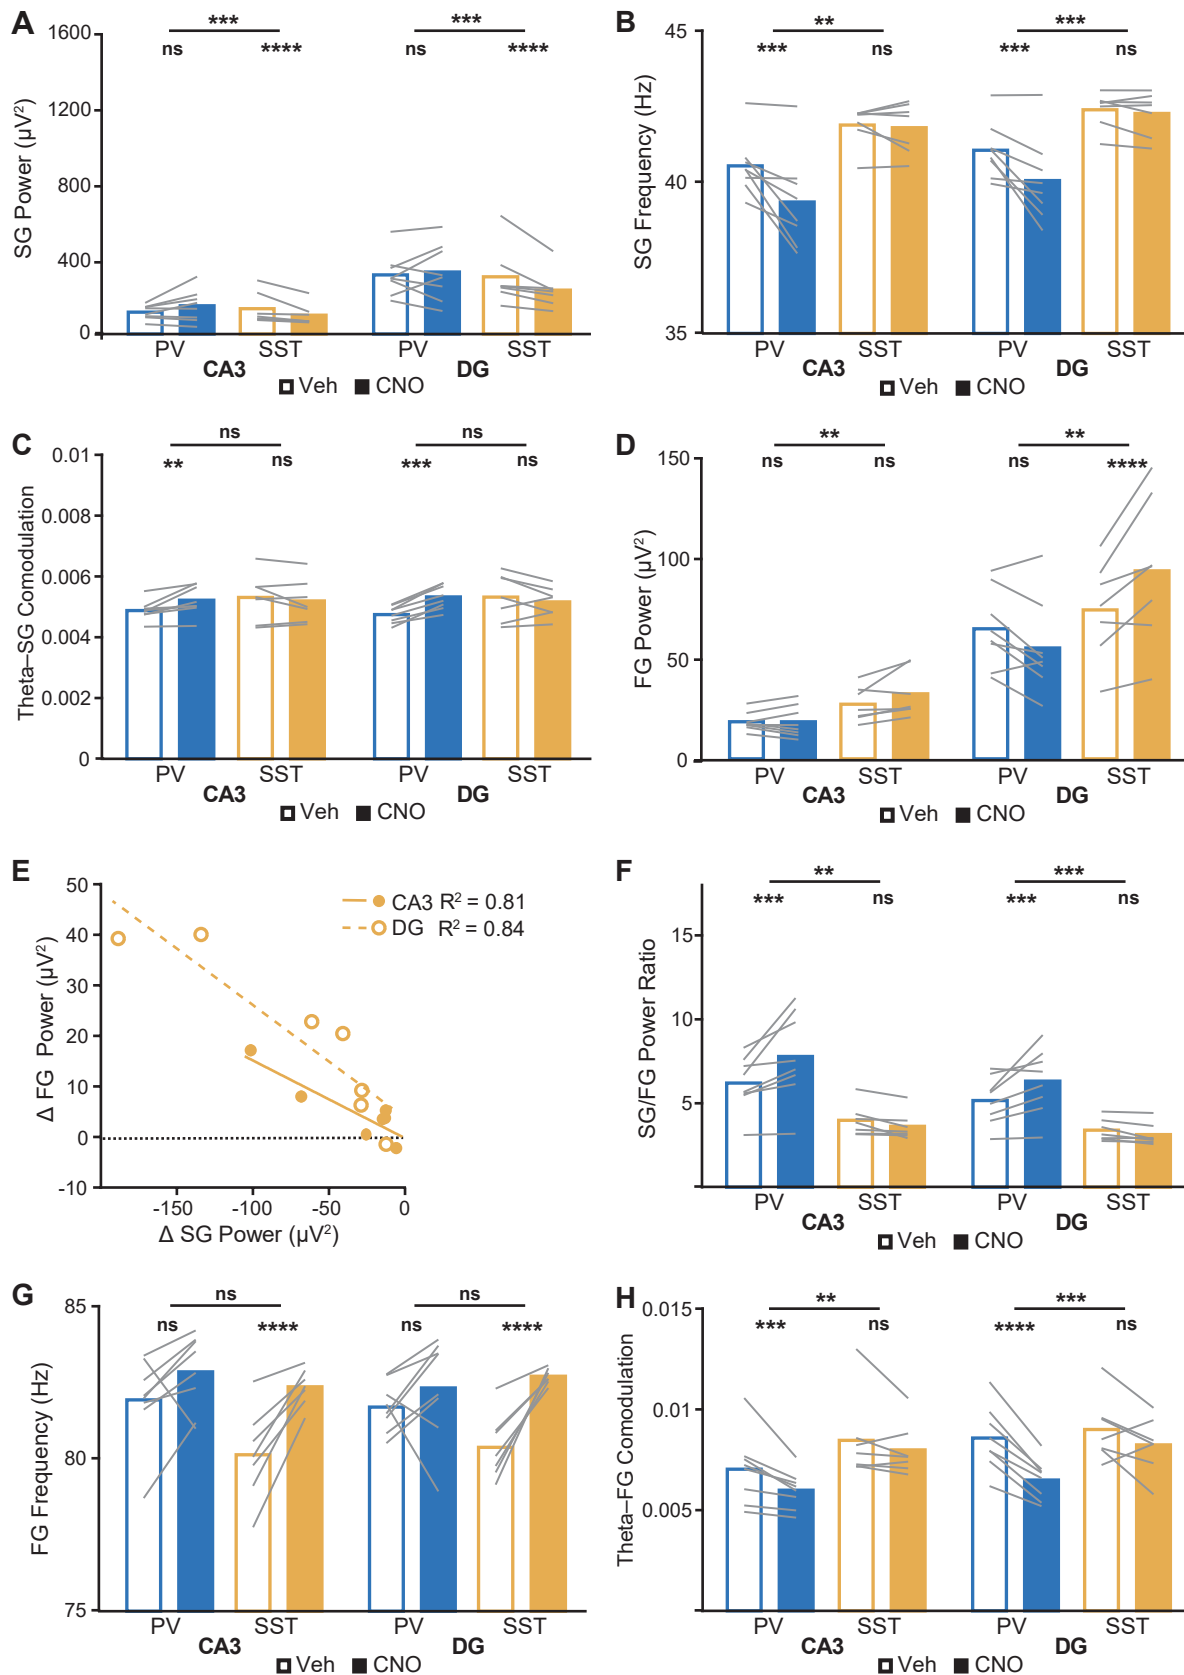 A
SG Power (µV²)
1600
1200
800
400
0
*** ***
ns **** ns ****
PV SST PV SST
CA3 DG
Veh CNO
B
SG Frequency (Hz)
45
40
35
** ***
*** ns *** ns
PV SST PV SST
CA3 DG
Veh CNO
C
Theta–SG Comodulation
0.01
0.008
0.006
0.004
0.002
0
ns ns
** ns *** ns
PV SST PV SST
CA3 DG
Veh CNO
D
FG Power (µV²)
150
100
50
0
** **
ns ns ns ****
PV SST PV SST
CA3 DG
Veh CNO
E
Δ FG Power (µV²)
50
40
30
20
10
0
-10
CA3 R² = 0.81
DG R² = 0.84
-150 -100 -50 0
Δ SG Power (µV²)
F
SG/FG Power Ratio
15
10
5
** ***
*** ns *** ns
PV SST PV SST
CA3 DG
Veh CNO
G
FG Frequency (Hz)
85
80
75
ns ns
ns **** ns ****
PV SST PV SST
CA3 DG
Veh CNO
H
Theta–FG Comodulation
0.015
0.01
0.005
** ***
*** ns **** ns
PV SST PV SST
CA3 DG
Veh CNO